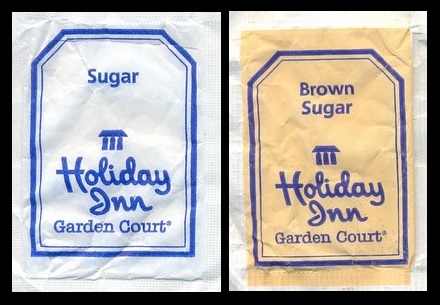 Sugar
Holiday
Inn
Garden Court®
Brown
Sugar
Holiday
Inn
Garden Court®